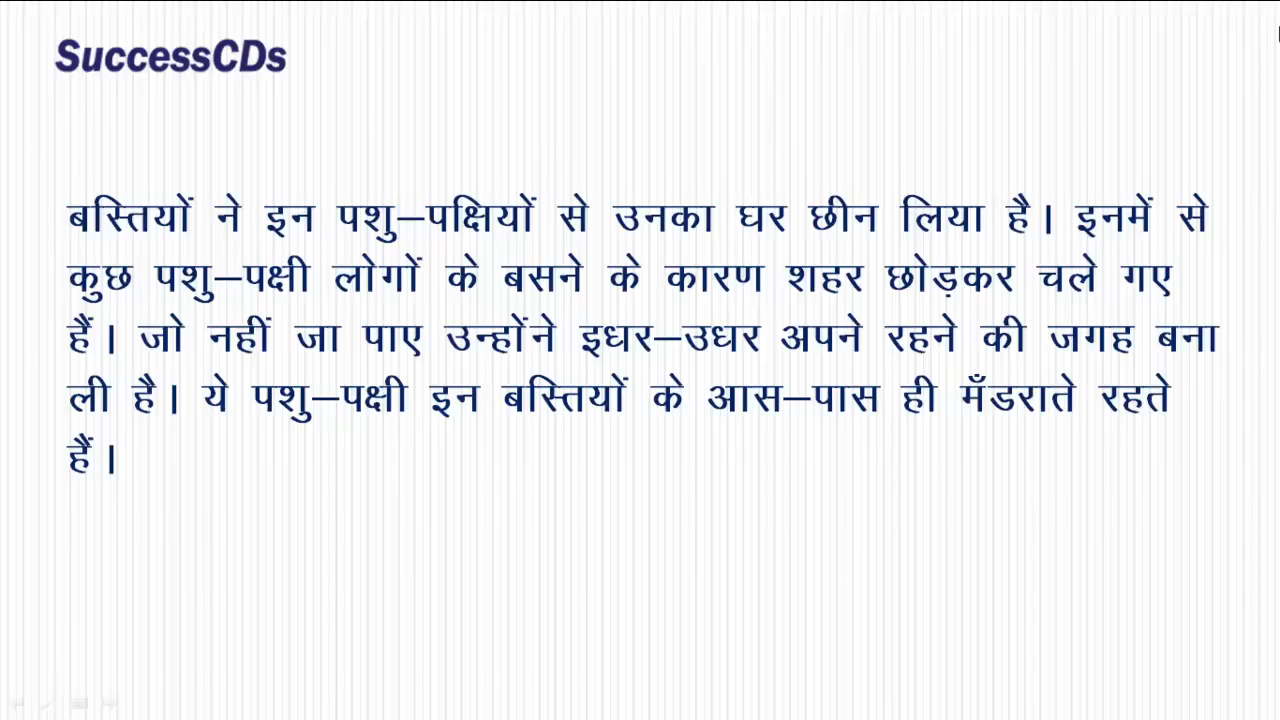 SuccessCDs
बस्तियों ने इन पशु–पक्षियों से उनका घर छीन लिया है। इनमें से
कुछ पशु–पक्षी लोगों के बसने के कारण शहर छोड़कर चले गए
हैं। जो नहीं जा पाए उन्होंने इधर–उधर अपने रहने की जगह बना
ली है। ये पशु–पक्षी इन बस्तियों के आस–पास ही मँडराते रहते
हैं।